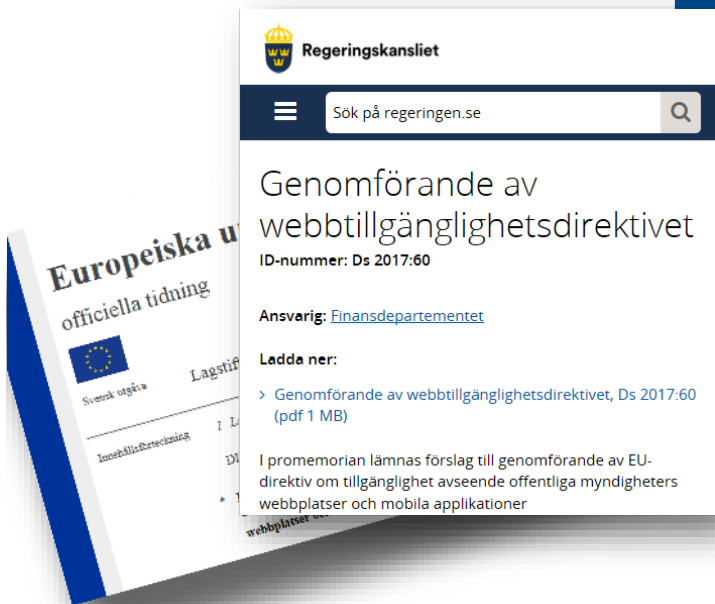 Regeringskansliet
Sök på regeringen.se
Genomförande av
webbtillgänglighetsdirektivet
ID-nummer: Ds 2017:60
Ansvarig: Finansdepartementet
Ladda ner:
> Genomförande av webbtillgänglighetsdirektivet, Ds 2017:60
(pdf 1 MB)
I promemorian lämnas förslag till genomförande av EU-
direktiv om tillgänglighet avseende offentliga myndigheters
webbplatser och mobila applikationer
Europeiska
officiella tidning
Svensk utgåva
Innehållsförteckning
I
webbplatser